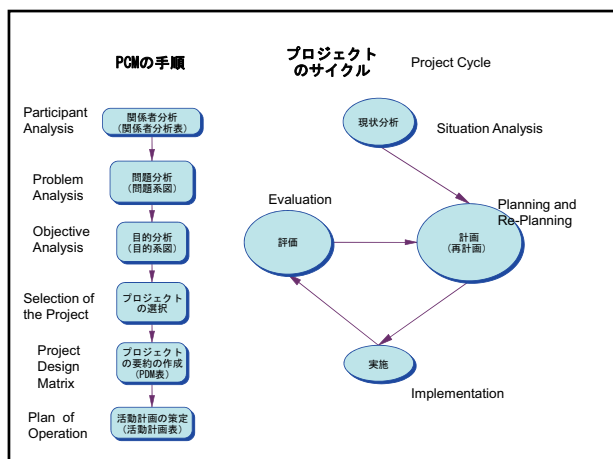 PCMの手順
Participant
Analysis
関係者分析
(関係者分析表)
Problem
Analysis
問題分析
(問題系図)
Objective
Analysis
目的分析
(目的系図)
Selection of
the Project
プロジェクト
の選択
Project
Design
Matrix
プロジェクト
の要約の作成
(PDM表)
Plan of
Operation
活動計画の策定
(活動計画表)
プロジェクト
のサイクル
Project Cycle
現状分析
Situation Analysis
Evaluation
評価
Planning and
Re-Planning
計画
(再計画)
実施
Implementation